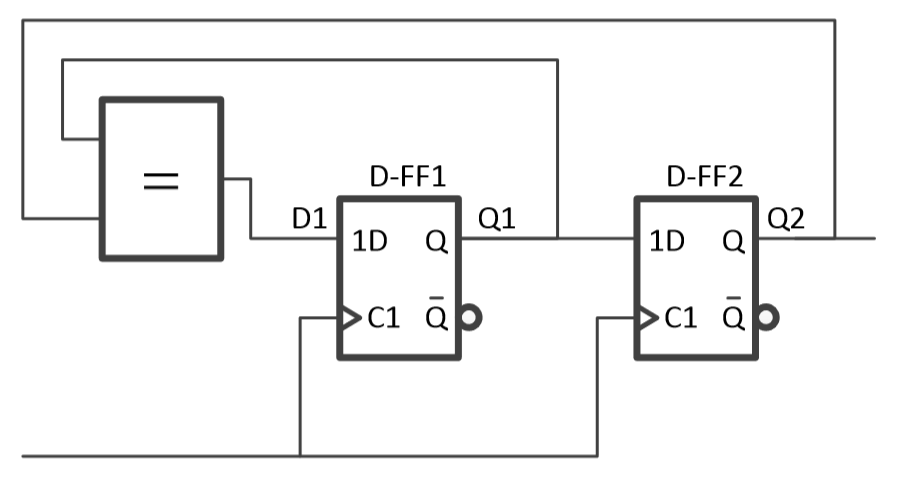 D-FF1
D-FF2
=
D1
1D
Q
Q1
1D
Q
Q2
C1
Q̅
C1
Q̅